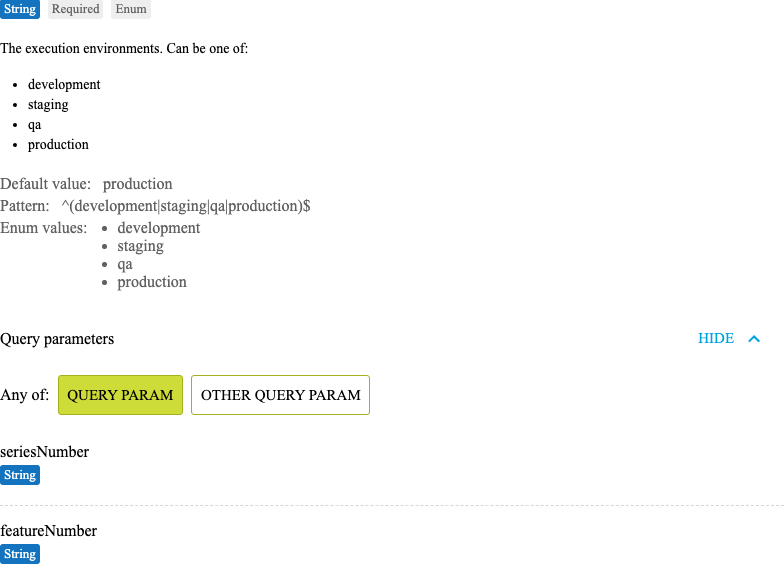 String Required Enum
The execution environments. Can be one of:
• development
• staging
• qa
• production
Default value: production
Pattern: ^(development|staging|qa|production)$
Enum values: • development
• staging
• qa
• production
Query parameters HIDE
Any of: QUERY PARAM OTHER QUERY PARAM
seriesNumber
String
featureNumber
String